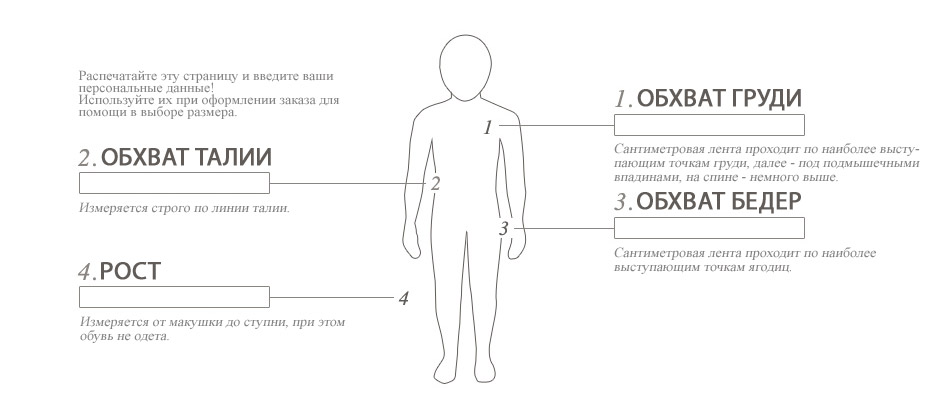 Распечатайте эту страницу и введите ваши
персональные данные!
Используйте их при оформлении заказа для
помощи в выборе размера.
1. ОБХВАТ ГРУДИ
1
Сантиметровая лента проходит по наиболее высту-
пающим точкам груди, далее - под подмышечными
впадинами, на спине - немного выше.
2. ОБХВАТ ТАЛИИ
2
Измеряется строго по линии талии.
3. ОБХВАТ БЕДЕР
3
Сантиметровая лента проходит по наиболее
выступающим точкам ягодиц.
4. РОСТ
4
Измеряется от макушки до ступни, при этом
обувь не одета.